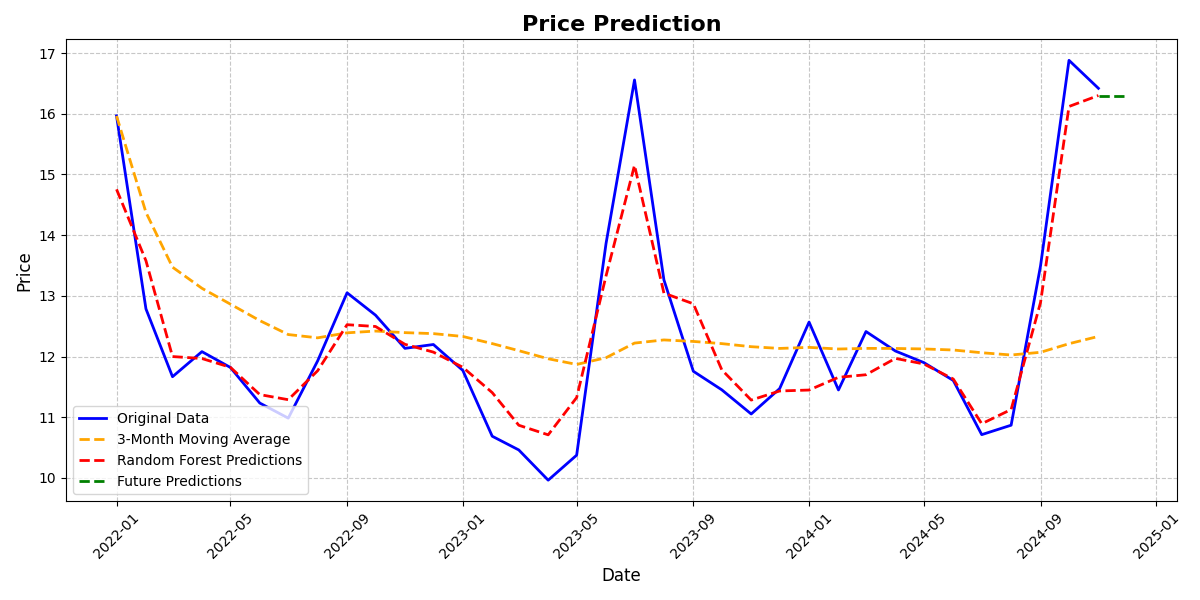 Price Prediction
Price
17
16
15
14
13
12
11
10
Original Data
3-Month Moving Average
Random Forest Predictions
Future Predictions
2022-01
2022-05
2022-09
2023-01
2023-05
2023-09
2024-01
2024-05
2024-09
2025-01
Date